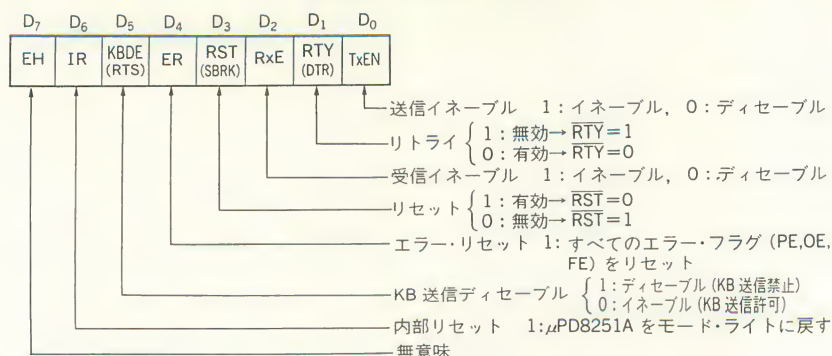 D7 D6 D5 D4 D3 D2 D1 D0
EH IR KBDE (RTS) ER RST (SBRK) RxE RTY (DTR) TxEN
送信イネーブル 1：イネーブル，0：ディセーブル
リトライ { 1：無効→ R̅T̅Y̅=1
0：有効→ R̅T̅Y̅=0
受信イネーブル 1：イネーブル，0：ディセーブル
リセット { 1：有効→ R̅S̅T̅=0
0：無効→ R̅S̅T̅=1
エラー・リセット 1：すべてのエラー・フラグ (PE,OE,
FE) をリセット
KB 送信ディセーブル { 1：ディセーブル (KB 送信禁止)
0：イネーブル (KB 送信許可)
内部リセット 1：μPD8251A をモード・ライトに戻す
無意味